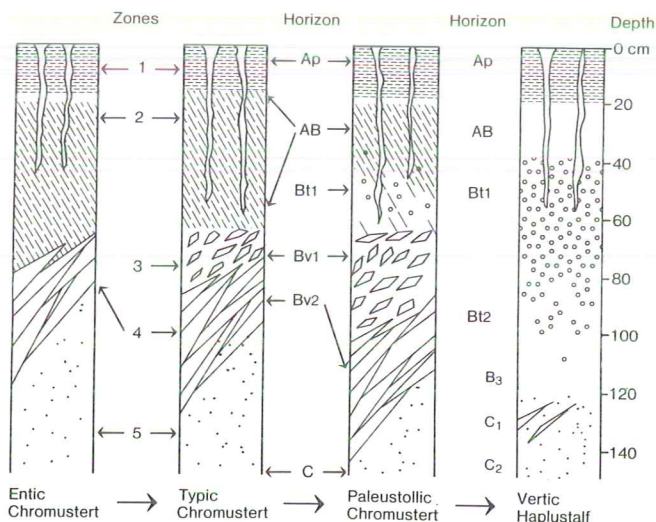 Zones Horizon Horizon Depth
1 Ap Ap 0 cm
20
2 AB AB
40
Bt1 Bt1
60
3 Bv1
80
Bv2
4 Bt2 100
B3
120
5 C1
140
C C2
Entic Chromustert Typic Chromustert Paleustollic Chromustert Vertic Haplustalf